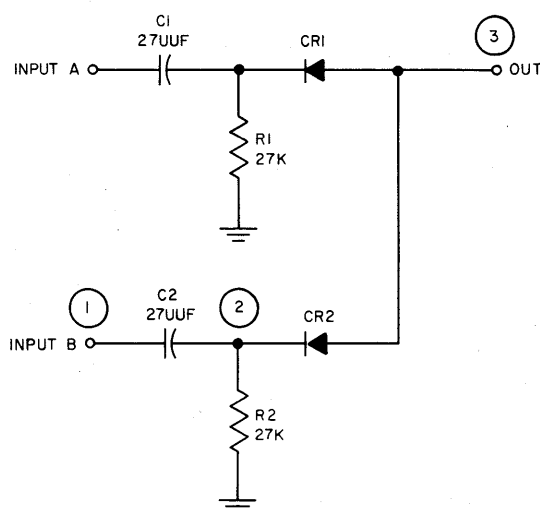 C1
27UUF
CR1
3
INPUT A
OUT
R1
27K
1
C2
27UUF
2
CR2
INPUT B
R2
27K